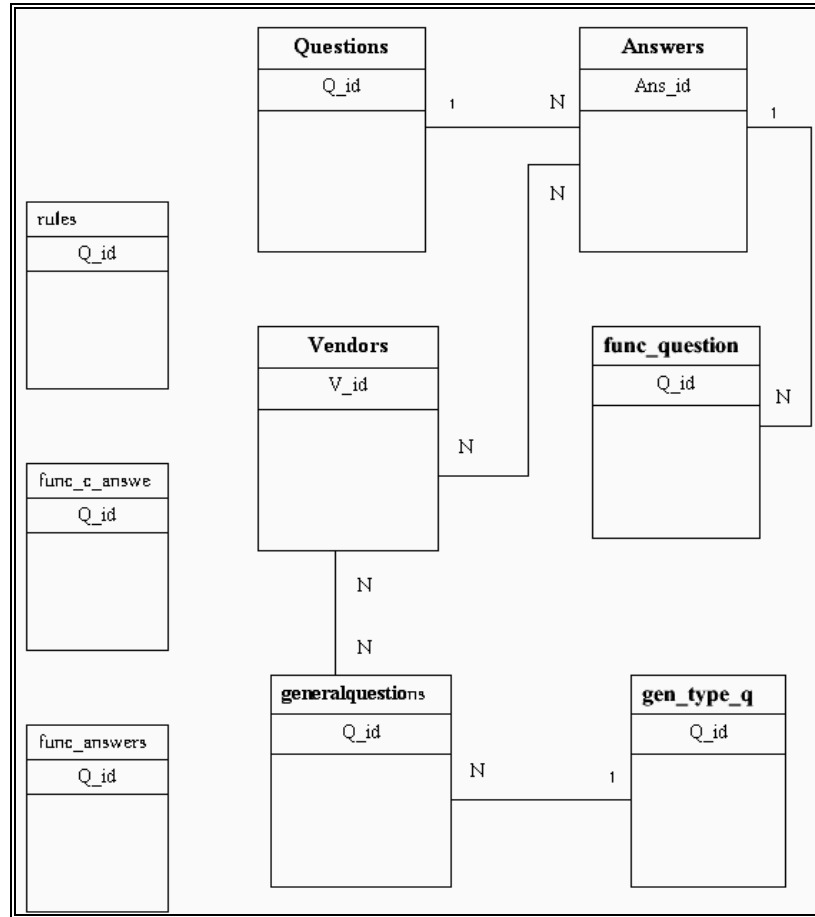 Questions
Q_id
Answers
Ans_id
1
N
1
N
rules
Q_id
Vendors
V_id
func_question
Q_id
N
N
func_c_answe
Q_id
N
N
generalquestions
Q_id
gen_type_q
Q_id
func_answers
Q_id
N
1